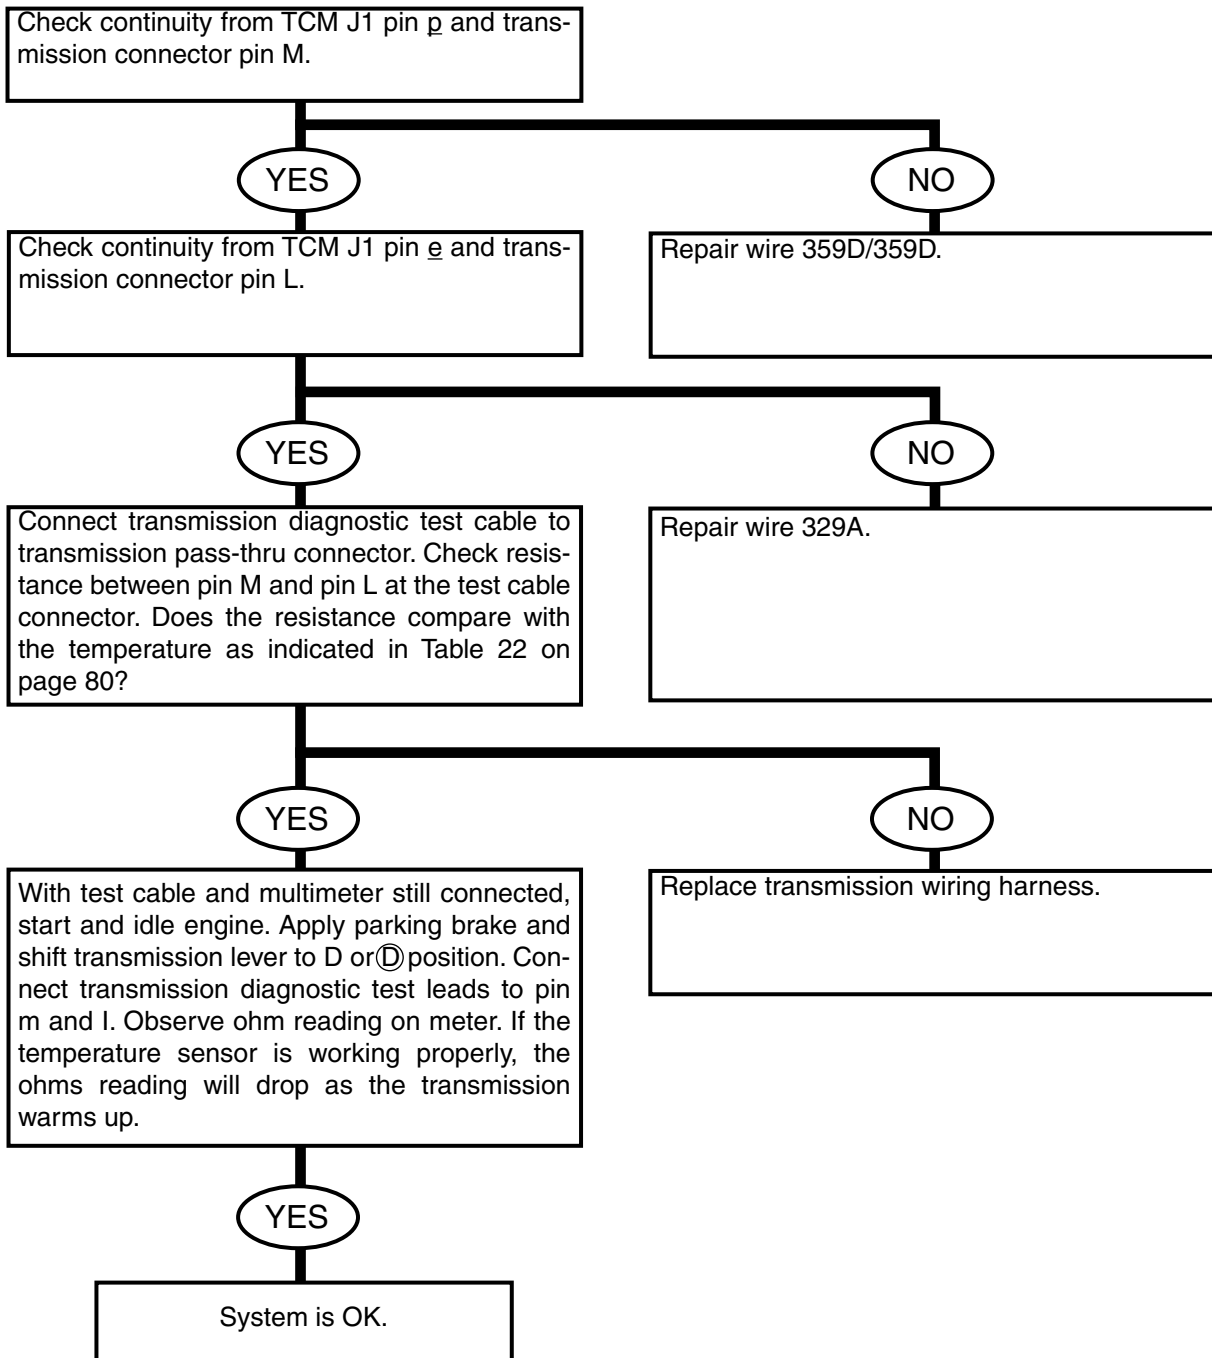 Check continuity from TCM J1 pin p and trans-
mission connector pin M.
YES
NO
Check continuity from TCM J1 pin e and trans-
mission connector pin L.
Repair wire 359D/359D.
YES
NO
Connect transmission diagnostic test cable to
transmission pass-thru connector. Check resis-
tance between pin M and pin L at the test cable
connector. Does the resistance compare with
the temperature as indicated in Table 22 on
page 80?
Repair wire 329A.
YES
NO
With test cable and multimeter still connected,
start and idle engine. Apply parking brake and
shift transmission lever to D or Ⓓ position. Con-
nect transmission diagnostic test leads to pin
m and l. Observe ohm reading on meter. If the
temperature sensor is working properly, the
ohms reading will drop as the transmission
warms up.
Replace transmission wiring harness.
YES
System is OK.